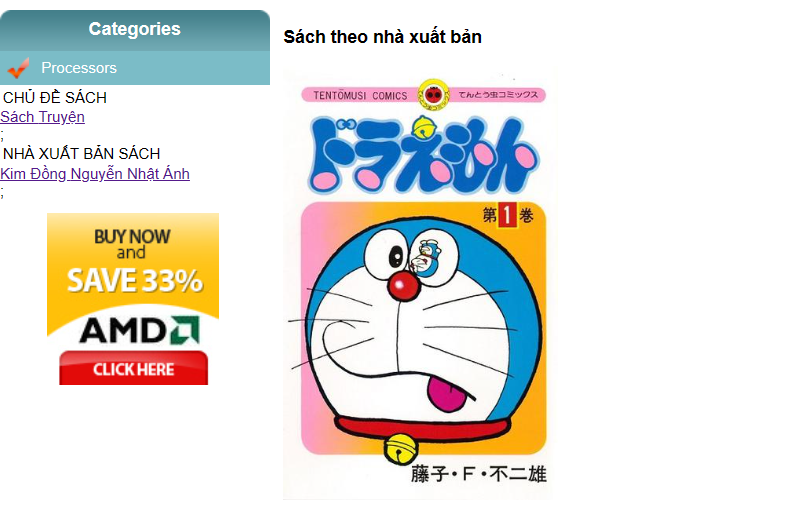 Categories
Processors
CHỦ ĐỀ SÁCH
Sách Truyện
;
NHÀ XUẤT BẢN SÁCH
Kim Đồng Nguyễn Nhật Ánh
;
BUY NOW
and
SAVE 33%
AMD
CLICK HERE
Sách theo nhà xuất bản
TENTŌMUSI COMICS てんとう虫コミックス
ドラえもん
第1巻
藤子・F・不二雄